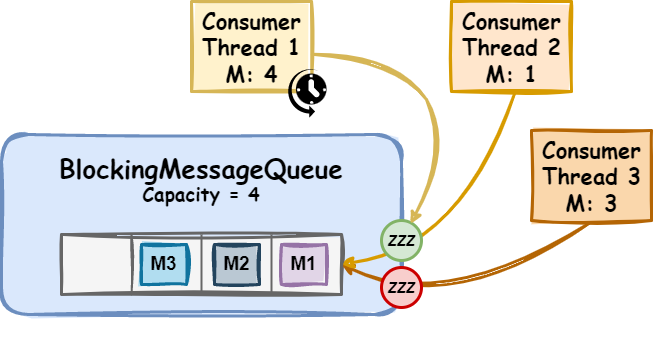 Consumer
Thread 1
M: 4
Consumer
Thread 2
M: 1
Consumer
Thread 3
M: 3
BlockingMessageQueue
Capacity = 4
zzz
M3
M2
M1
zzz